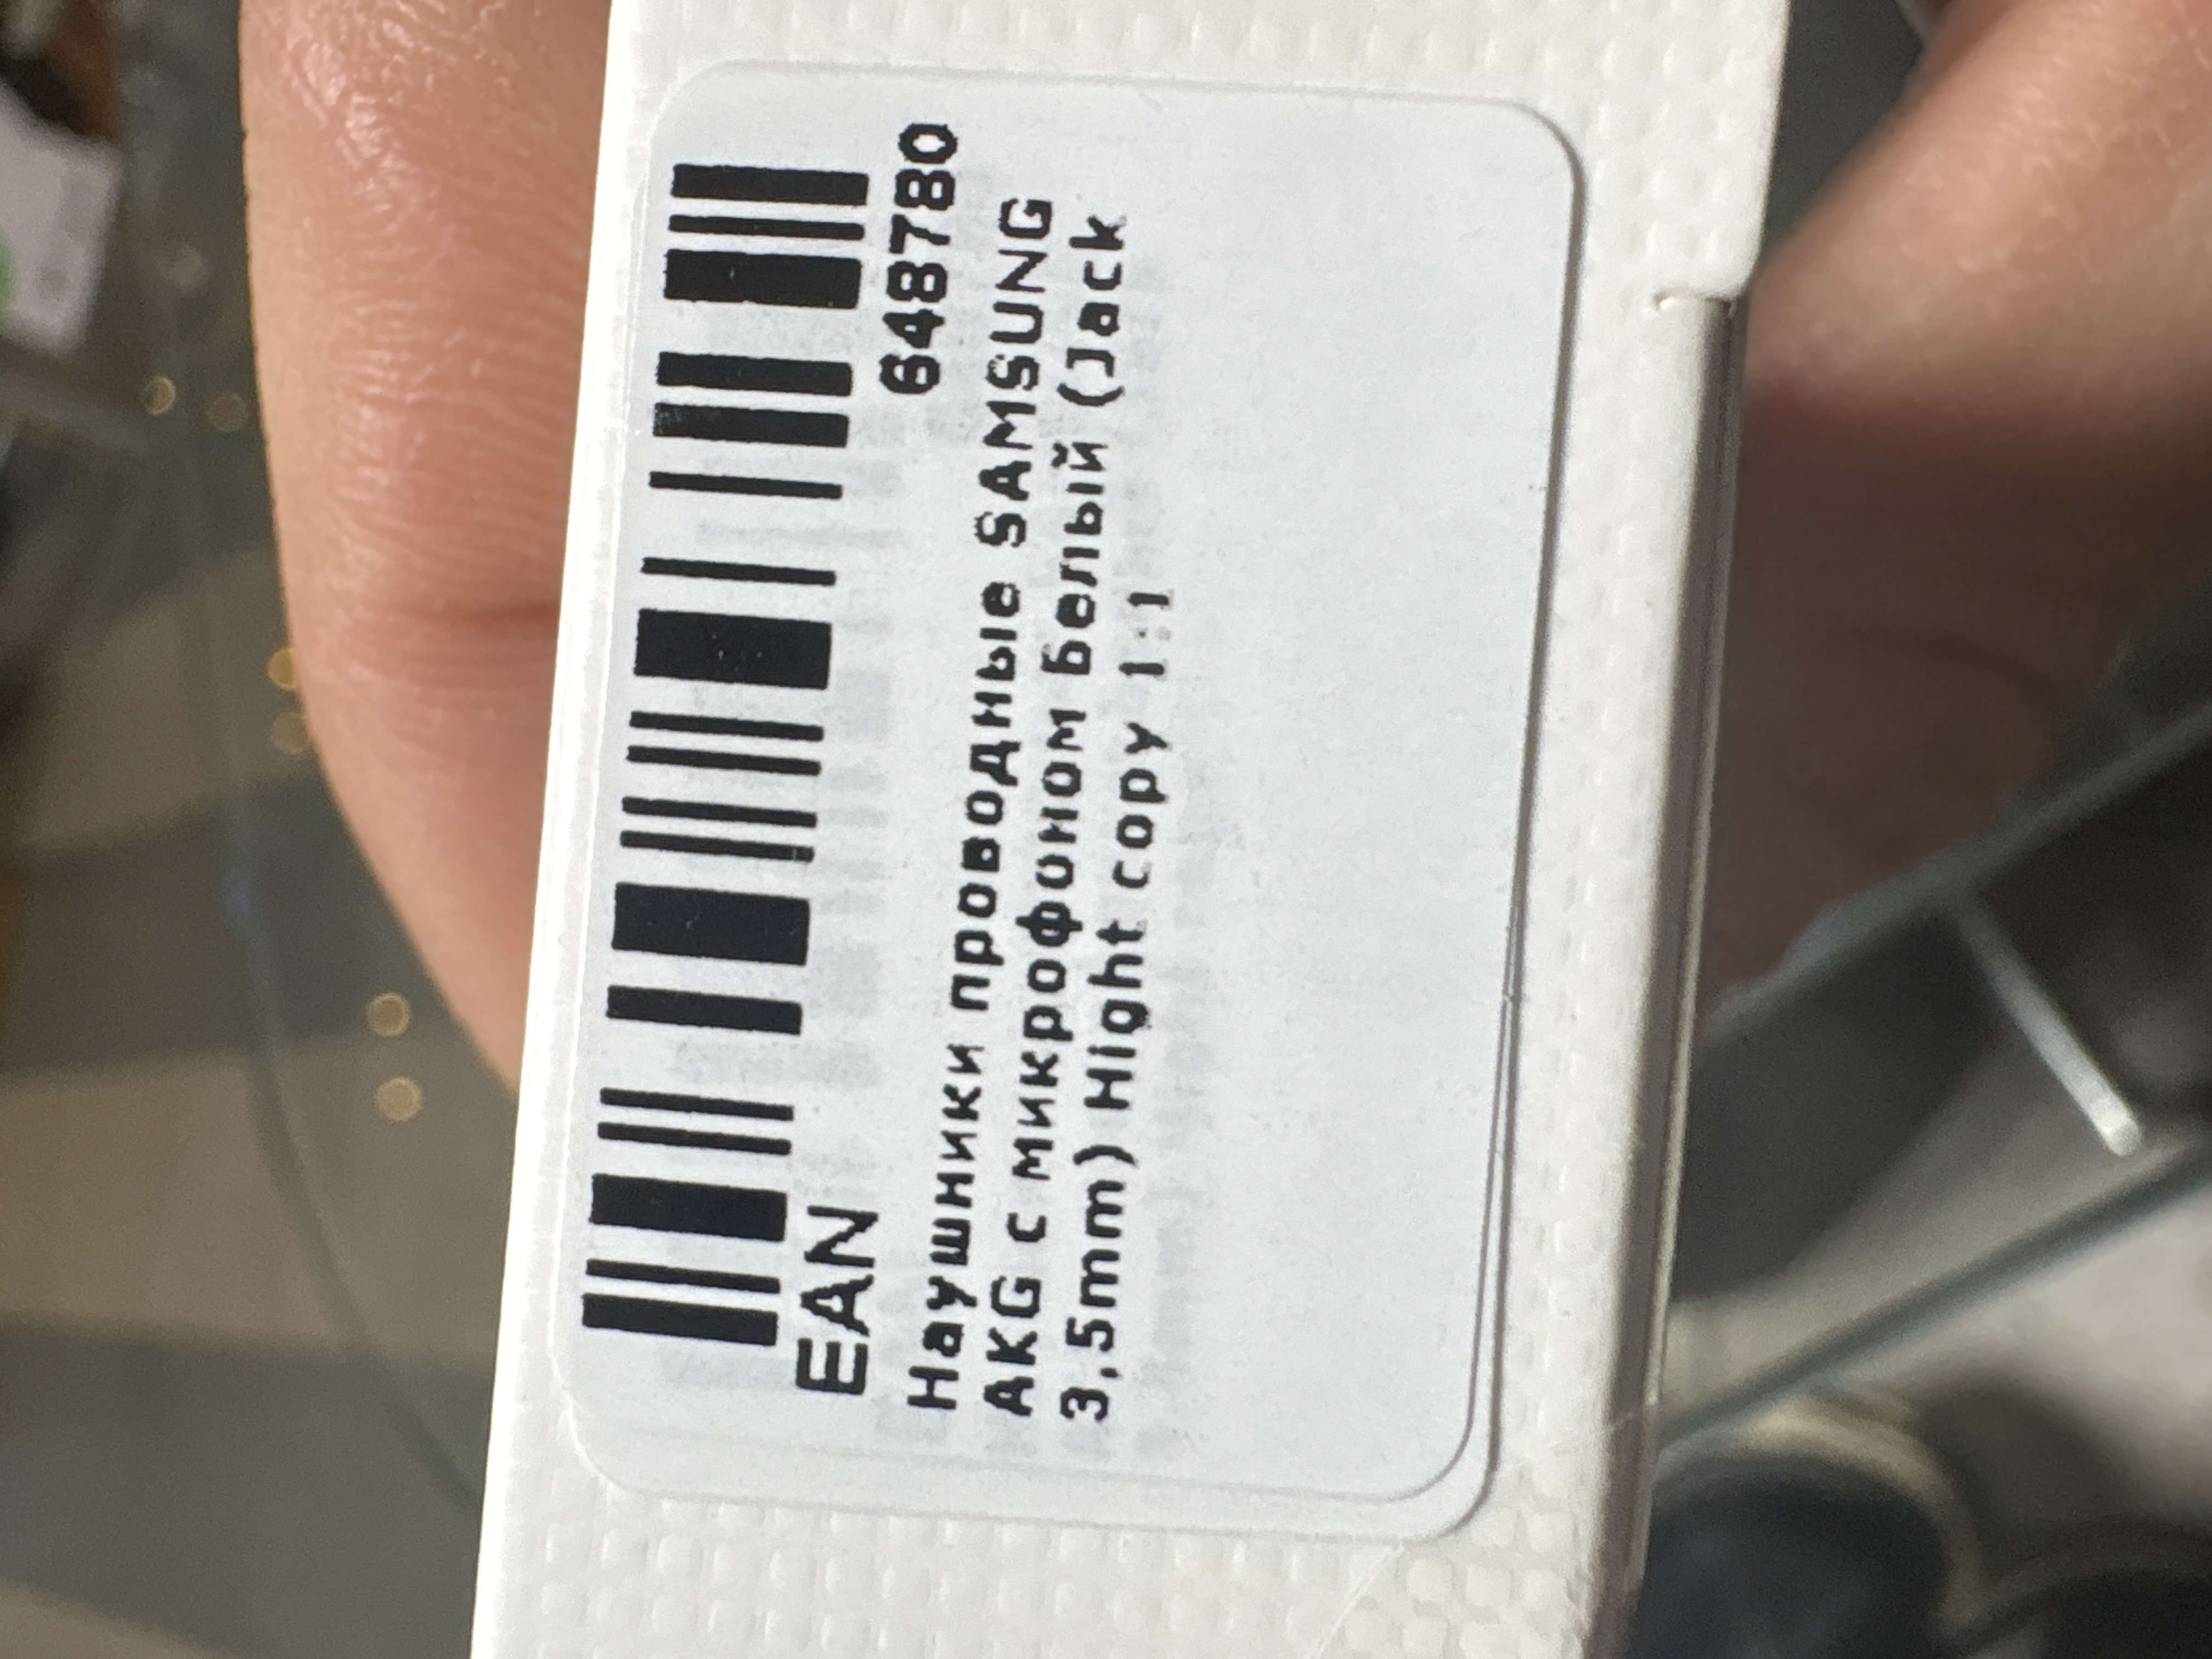 648780
EAN
Наушники проводные SAMSUNG
AKG с микрофоном Белый (Jack
3,5mm) Hight copy 1:1